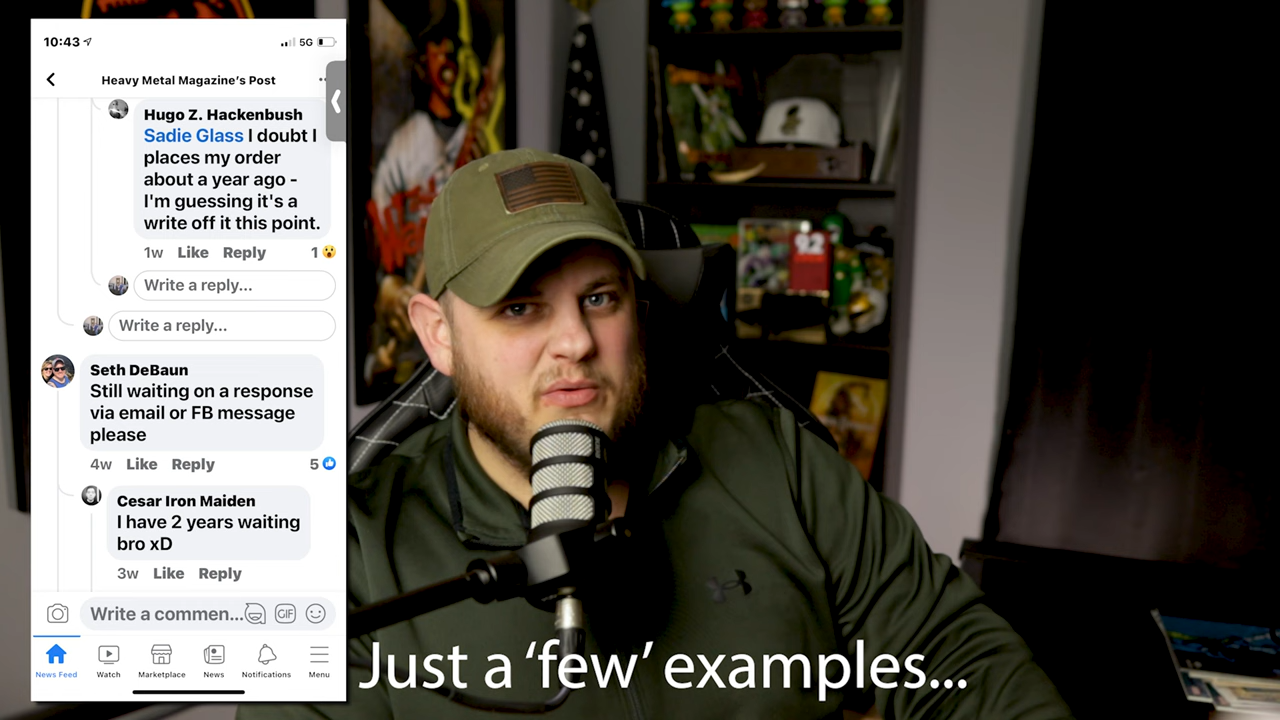 10:43
5G
Heavy Metal Magazine's Post
Hugo Z. Hackenbush
Sadie Glass I doubt I
places my order
about a year ago -
I'm guessing it's a
write off it this point.
1w Like Reply 1
Write a reply...
Write a reply...
Seth DeBaun
Still waiting on a response
via email or FB message
please
4w Like Reply 5
Cesar Iron Maiden
I have 2 years waiting
bro xD
3w Like Reply
Write a commen...
GIF
News Feed Watch Marketplace News Notifications Menu
92
Just a 'few' examples...